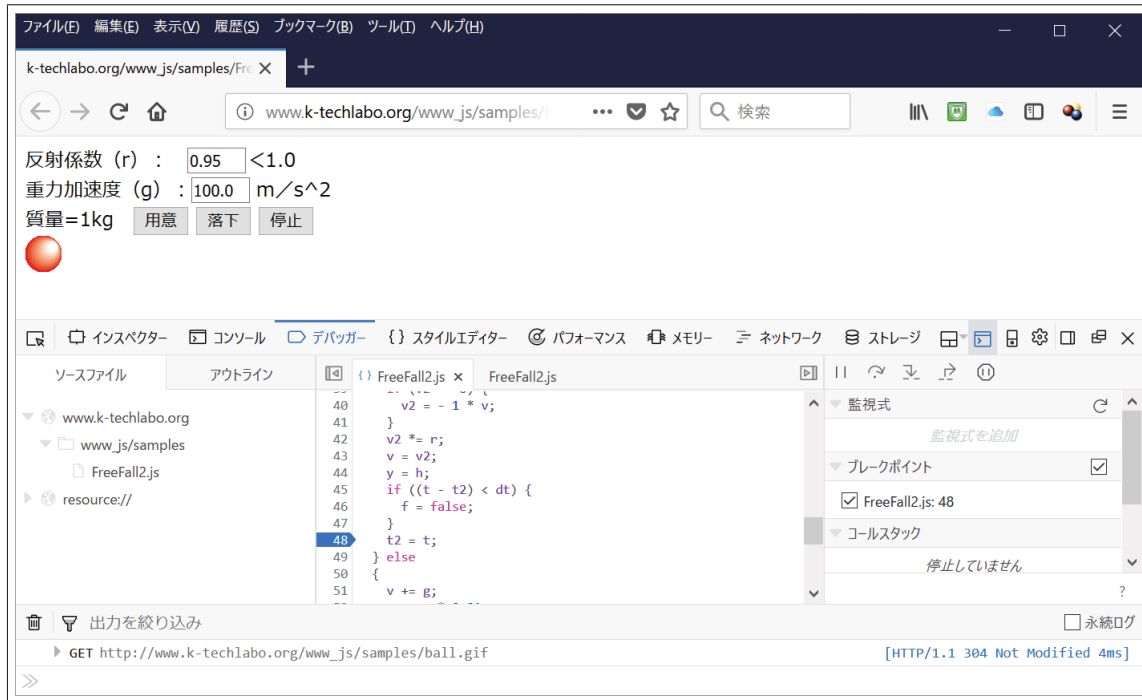 ファイル(F) 編集(E) 表示(V) 履歴(S) ブックマーク(B) ツール(T) ヘルプ(H)
k-techlabo.org/www_js/samples/Fre
www.k-techlabo.org/www_js/samples/
検索
反射係数（r）： 0.95 <1.0
重力加速度（g）: 100.0 m／s^2
質量=1kg 用意 落下 停止
インスペクター コンソール デバッガー {} スタイルエディター パフォーマンス メモリー ネットワーク ストレージ
ソースファイル アウトライン {} FreeFall2.js × FreeFall2.js
www.k-techlabo.org
www_js/samples
FreeFall2.js
resource://
40 v2 = - 1 * v;
41 }
42 v2 *= r;
43 v = v2;
44 y = h;
45 if ((t - t2) < dt) {
46 f = false;
47 }
48 t2 = t;
49 } else
50 {
51 v += g;
監視式
監視式を追加
ブレークポイント
FreeFall2.js: 48
コールスタック
停止していません
?
出力を絞り込み 永続ログ
GET http://www.k-techlabo.org/www_js/samples/ball.gif [HTTP/1.1 304 Not Modified 4ms]